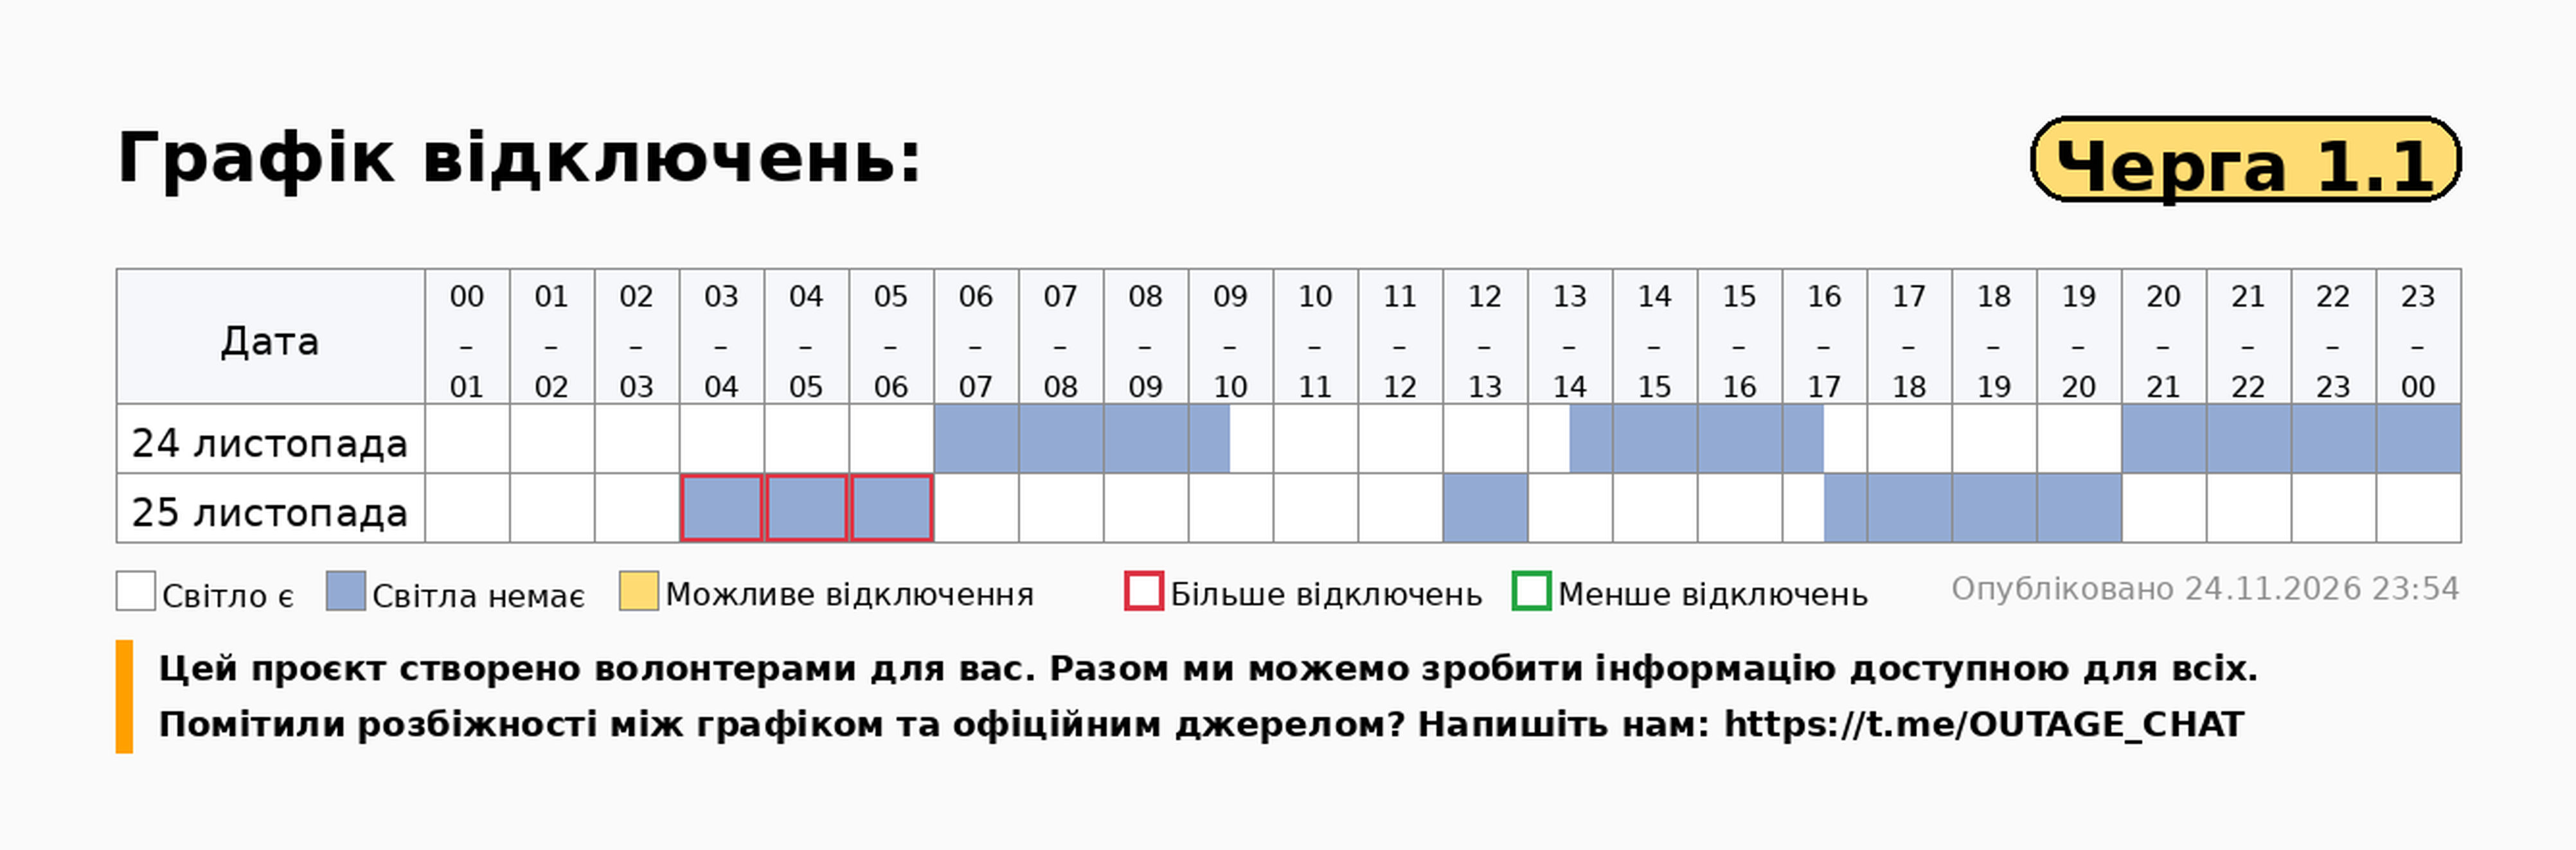 Графік відключень:
Черга 1.1
Дата
00 – 01
01 – 02
02 – 03
03 – 04
04 – 05
05 – 06
06 – 07
07 – 08
08 – 09
09 – 10
10 – 11
11 – 12
12 – 13
13 – 14
14 – 15
15 – 16
16 – 17
17 – 18
18 – 19
19 – 20
20 – 21
21 – 22
22 – 23
23 – 00
24 листопада
25 листопада
Світло є
Світла немає
Можливе відключення
Більше відключень
Менше відключень
Опубліковано 24.11.2026 23:54
Цей проєкт створено волонтерами для вас. Разом ми можемо зробити інформацію доступною для всіх.
Помітили розбіжності між графіком та офіційним джерелом? Напишіть нам: https://t.me/OUTAGE_CHAT